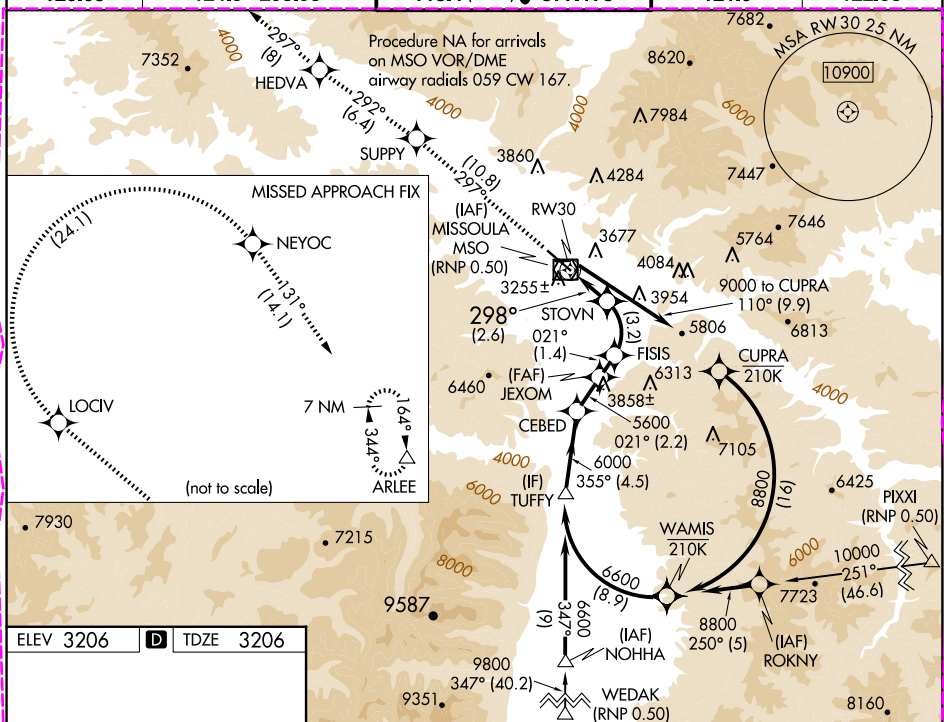 7682
MSA RW 30 25 NM
10900
Procedure NA for arrivals
on MSO VOR/DME
airway radials 059 CW 167.
297°
(8)
4000
7352
HEDVA
8620
292°
(6.4)
4000
4000
7984
6000
SUPPY
(10.8)
297°
3860
4284
7447
MISSED APPROACH FIX
(24.1)
NEYOC
131°
(14.1)
LOCIV
7 NM
164°
344°
ARLEE
(not to scale)
(IAF)
MISSOULA
MSO
(RNP 0.50)
RW30
3677
7646
5764
4084
3255±
3954
9000 to CUPRA
110° (9.9)
298°
(2.6)
STOVN
(3.2)
5806
6813
021°
(1.4)
FISIS
CUPRA
210K
(FAF)
JEXOM
6460
6313
3858±
4000
CEBED
5600
021° (2.2)
7105
4000
6000
355° (4.5)
8800
(16)
6425
(IF)
TUFFY
6000
PIXXI
(RNP 0.50)
7930
7215
WAMIS
210K
6000
10000
251°
(46.6)
8000
6600
(8.9)
7723
9587
6600
347°
(9)
8800
250° (5)
(IAF)
ROKNY
(IAF)
NOHHA
ELEV 3206 D TDZE 3206
9800
347° (40.2)
WEDAK
(RNP 0.50)
9351
8160